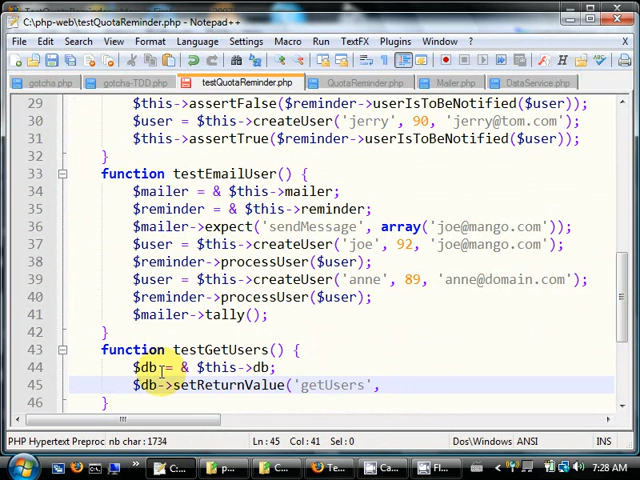 C:\php-web\testQuotaReminder.php - Notepad++
File Edit Search View Format Language Settings Macro Run TextFX Plugins Window ? X
gotcha.php gotcha-TDD.php testQuotaReminder.php QuotaReminder.php Mailer.php DataService.php
29 $this->assertFalse($reminder->userIsToBeNotified($user));
30 $user = $this->createUser('jerry', 90, 'jerry@tom.com');
31 $this->assertTrue($reminder->userIsToBeNotified($user));
32 }
33 function testEmailUser() {
34 $mailer = & $this->mailer;
35 $reminder = & $this->reminder;
36 $mailer->expect('sendMessage', array('joe@mango.com'));
37 $user = $this->createUser('joe', 92, 'joe@mango.com');
38 $reminder->processUser($user);
39 $user = $this->createUser('anne', 89, 'anne@domain.com');
40 $reminder->processUser($user);
41 $mailer->tally();
42 }
43 function testGetUsers() {
44 $db = & $this->db;
45 $db->setReturnValue('getUsers',
46 }
PHP Hypertext Preproc nb char : 1734 Ln : 45 Col : 42 Sel : 0 Dos\Windows ANSI INS
C:... p... C... Te... Ca... Fl... 7:28 AM